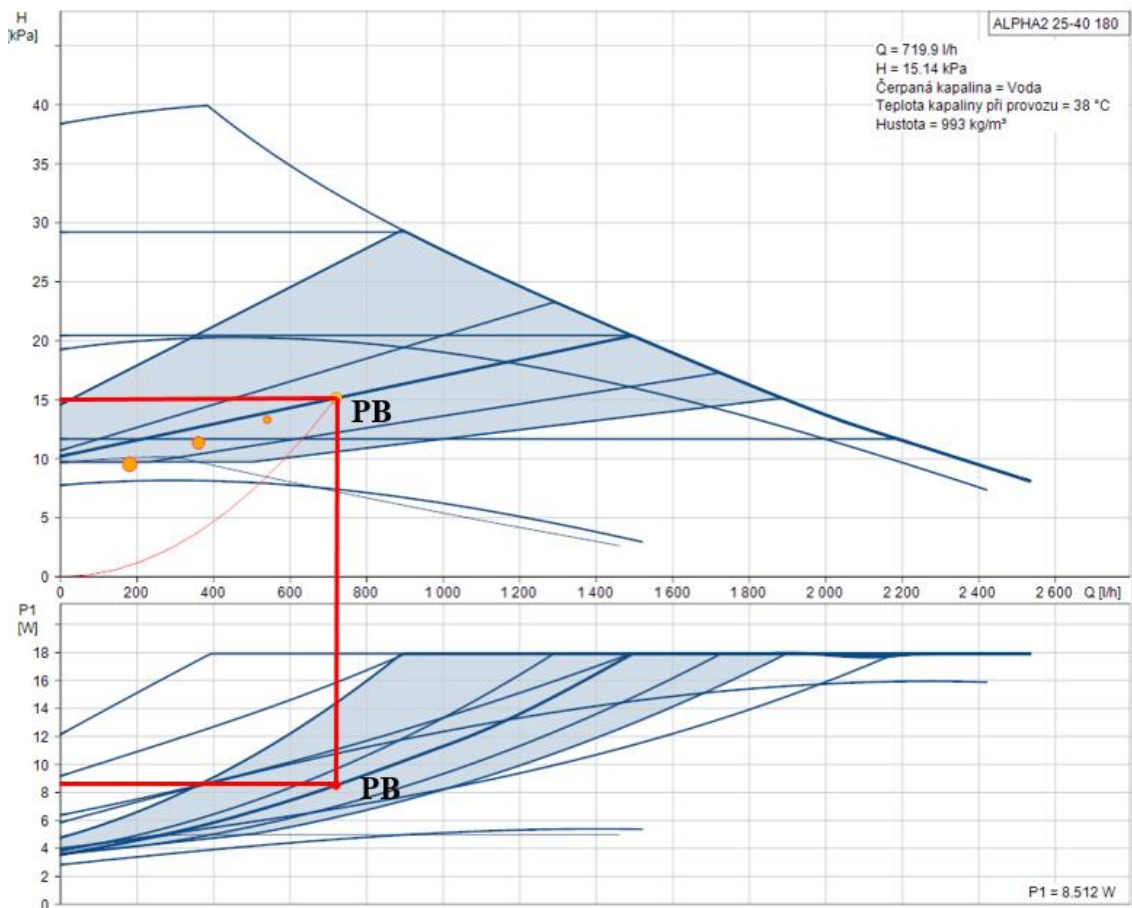 H
[kPa]
ALPHA2 25-40 180
Q = 719.9 l/h
H = 15.14 kPa
Čerpaná kapalina = Voda
Teplota kapaliny při provozu = 38 °C
Hustota = 993 kg/m³
40
35
30
25
20
15
PB
10
5
0
0 200 400 600 800 1 000 1 200 1 400 1 600 1 800 2 000 2 200 2 400 2 600 Q [l/h]
P1
[W]
18
16
14
12
10
8
PB
6
4
2
0
P1 = 8.512 W